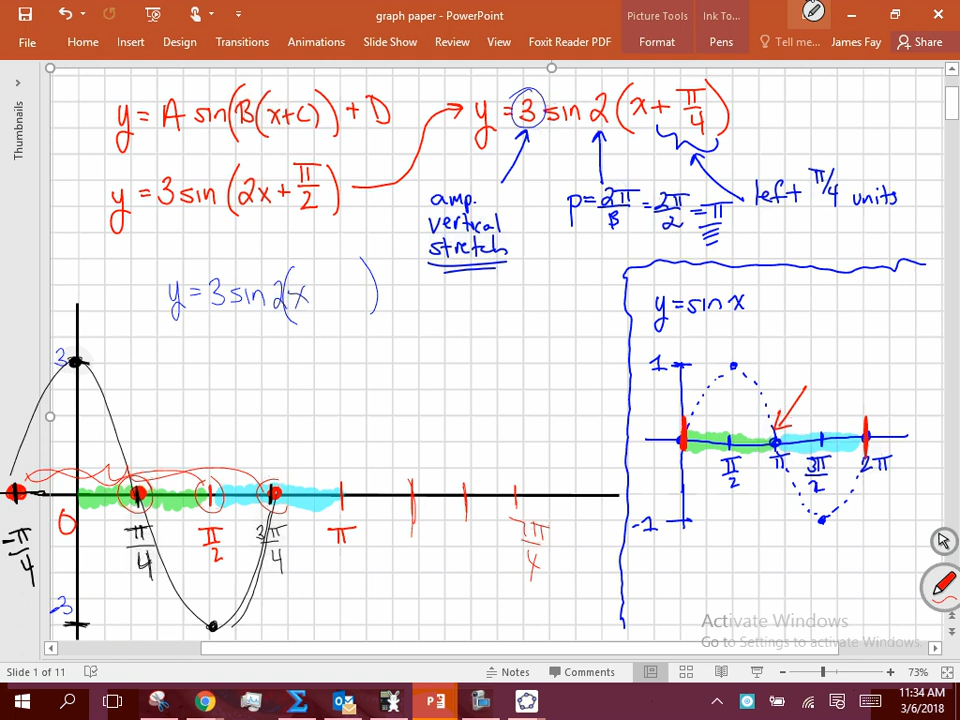 graph paper - PowerPoint
Picture Tools
Ink To...
File
Home
Insert
Design
Transitions
Animations
Slide Show
Review
View
Foxit Reader PDF
Format
Pens
Tell me...
James Fay
Share
Thumbnails
y = A sin(B(x+C)) + D
y = 3 sin 2(x + π/4)
y = 3 sin (2x + π/2)
amp.
vertical
stretch
p = 2π/B = 2π/2 = π
left π/4 units
y = 3 sin 2(x )
y = sin x
3
1
0
-π/4
π/4
π/2
3π/4
π
7π/4
-3
π/2
π
3π/2
2π
-1
Activate Windows
Go to Settings to activate Windows.
Slide 1 of 11
Notes
Comments
73%
11:34 AM
3/6/2018